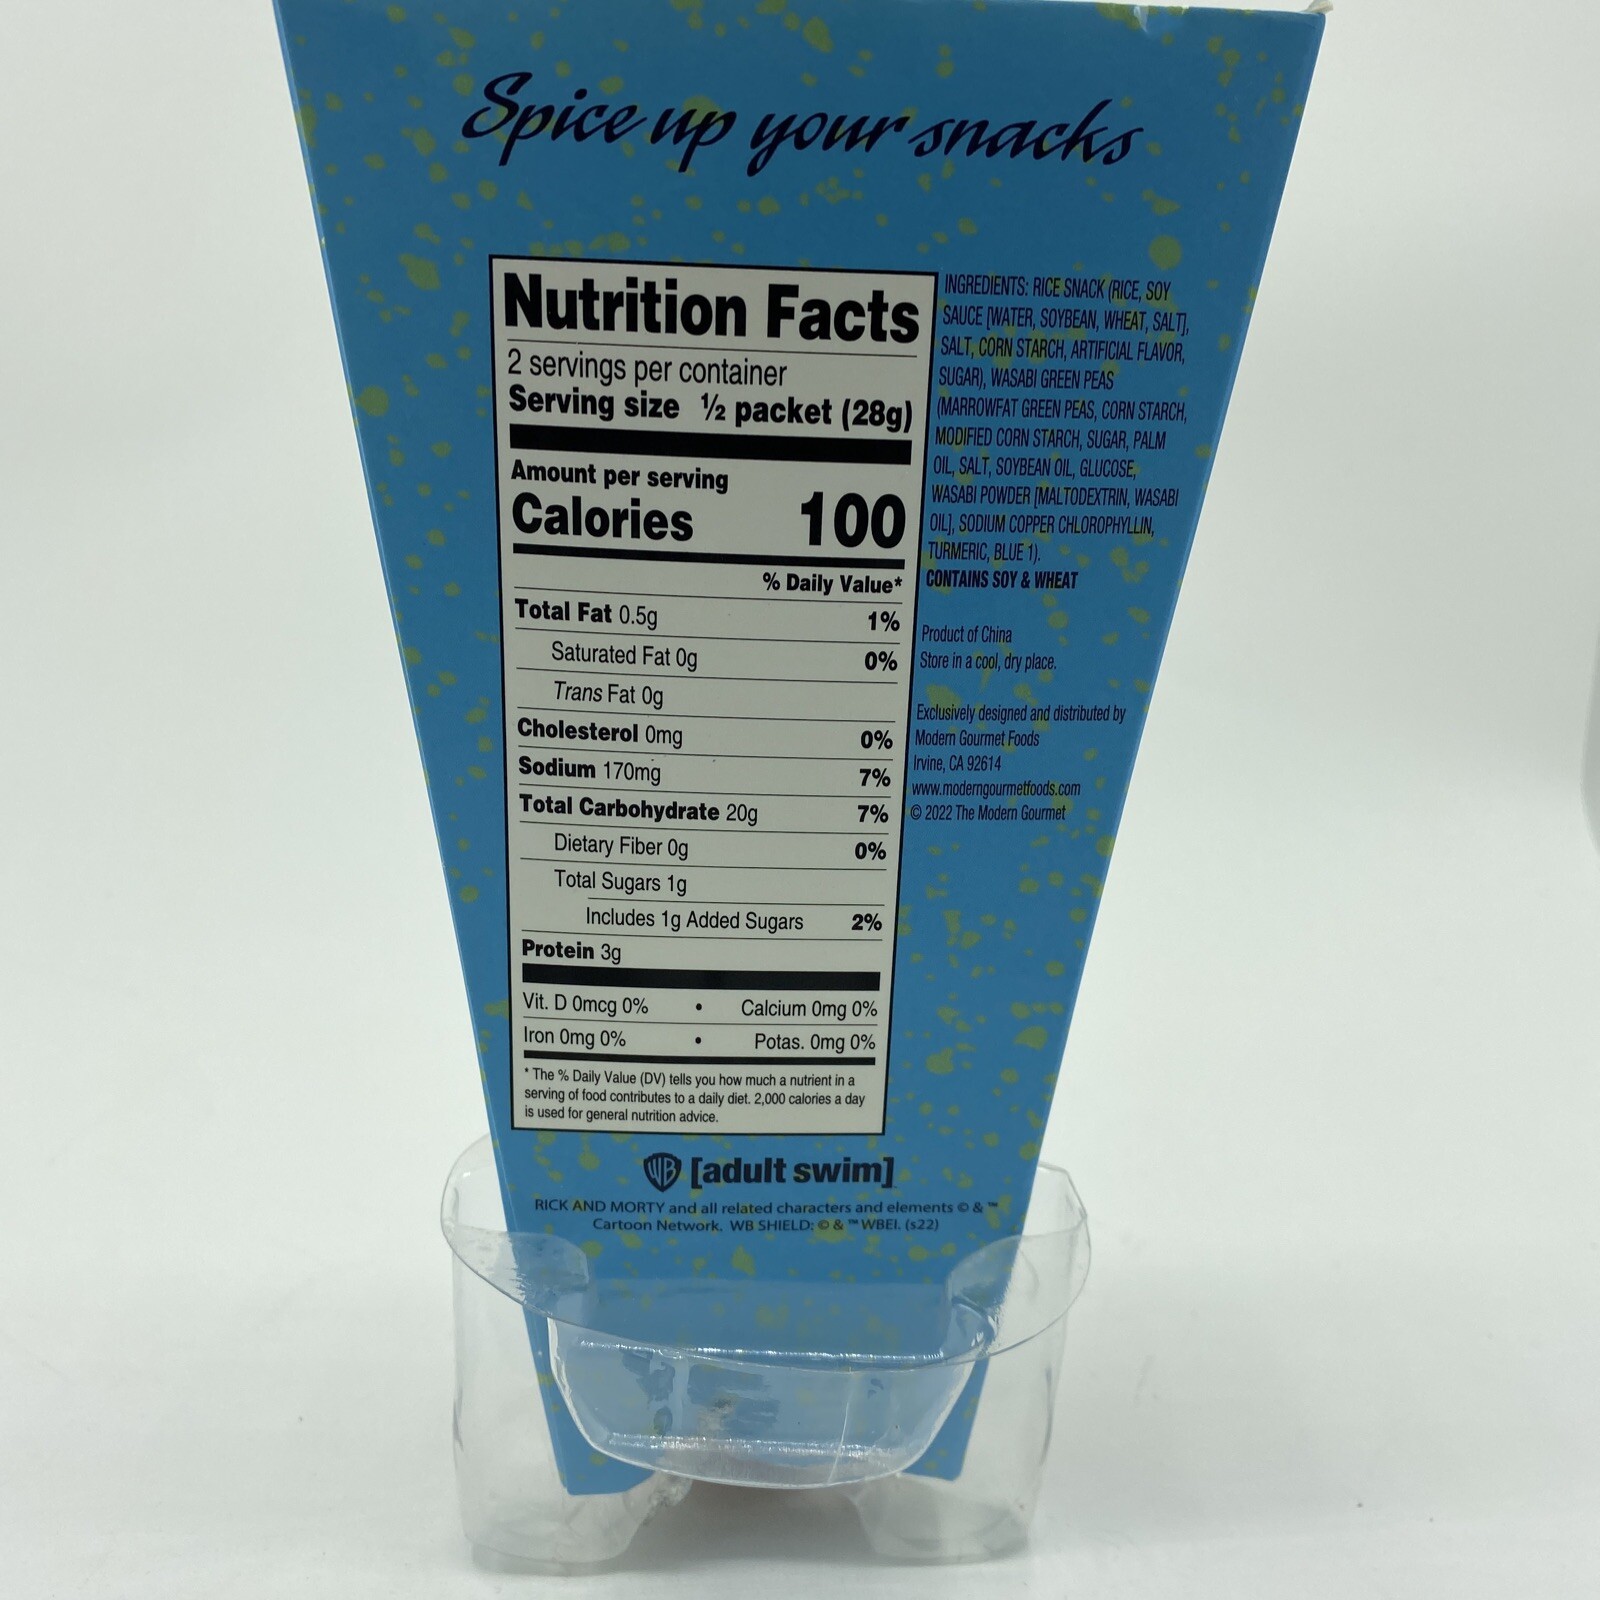 Spice up your snacks
Nutrition Facts
2 servings per container
Serving size ½ packet (28g)
Amount per serving
Calories 100
% Daily Value*
Total Fat 0.5g 1%
Saturated Fat 0g 0%
Trans Fat 0g
Cholesterol 0mg 0%
Sodium 170mg 7%
Total Carbohydrate 20g 7%
Dietary Fiber 0g 0%
Total Sugars 1g
Includes 1g Added Sugars 2%
Protein 3g
Vit. D 0mcg 0% • Calcium 0mg 0%
Iron 0mg 0% • Potas. 0mg 0%
* The % Daily Value (DV) tells you how much a nutrient in a
serving of food contributes to a daily diet. 2,000 calories a day
is used for general nutrition advice.
INGREDIENTS: RICE SNACK (RICE, SOY
SAUCE [WATER, SOYBEAN, WHEAT, SALT],
SALT, CORN STARCH, ARTIFICIAL FLAVOR,
SUGAR), WASABI GREEN PEAS
(MARROWFAT GREEN PEAS, CORN STARCH,
MODIFIED CORN STARCH, SUGAR, PALM
OIL, SALT, SOYBEAN OIL, GLUCOSE,
WASABI POWDER [MALTODEXTRIN, WASABI
OIL], SODIUM COPPER CHLOROPHYLLIN,
TURMERIC, BLUE 1).
CONTAINS SOY & WHEAT
Product of China
Store in a cool, dry place.
Exclusively designed and distributed by
Modern Gourmet Foods
Irvine, CA 92614
www.moderngourmetfoods.com
© 2022 The Modern Gourmet
WB [adult swim]
RICK AND MORTY and all related characters and elements © & ™
Cartoon Network. WB SHIELD: © & ™ WBEI. (s22)